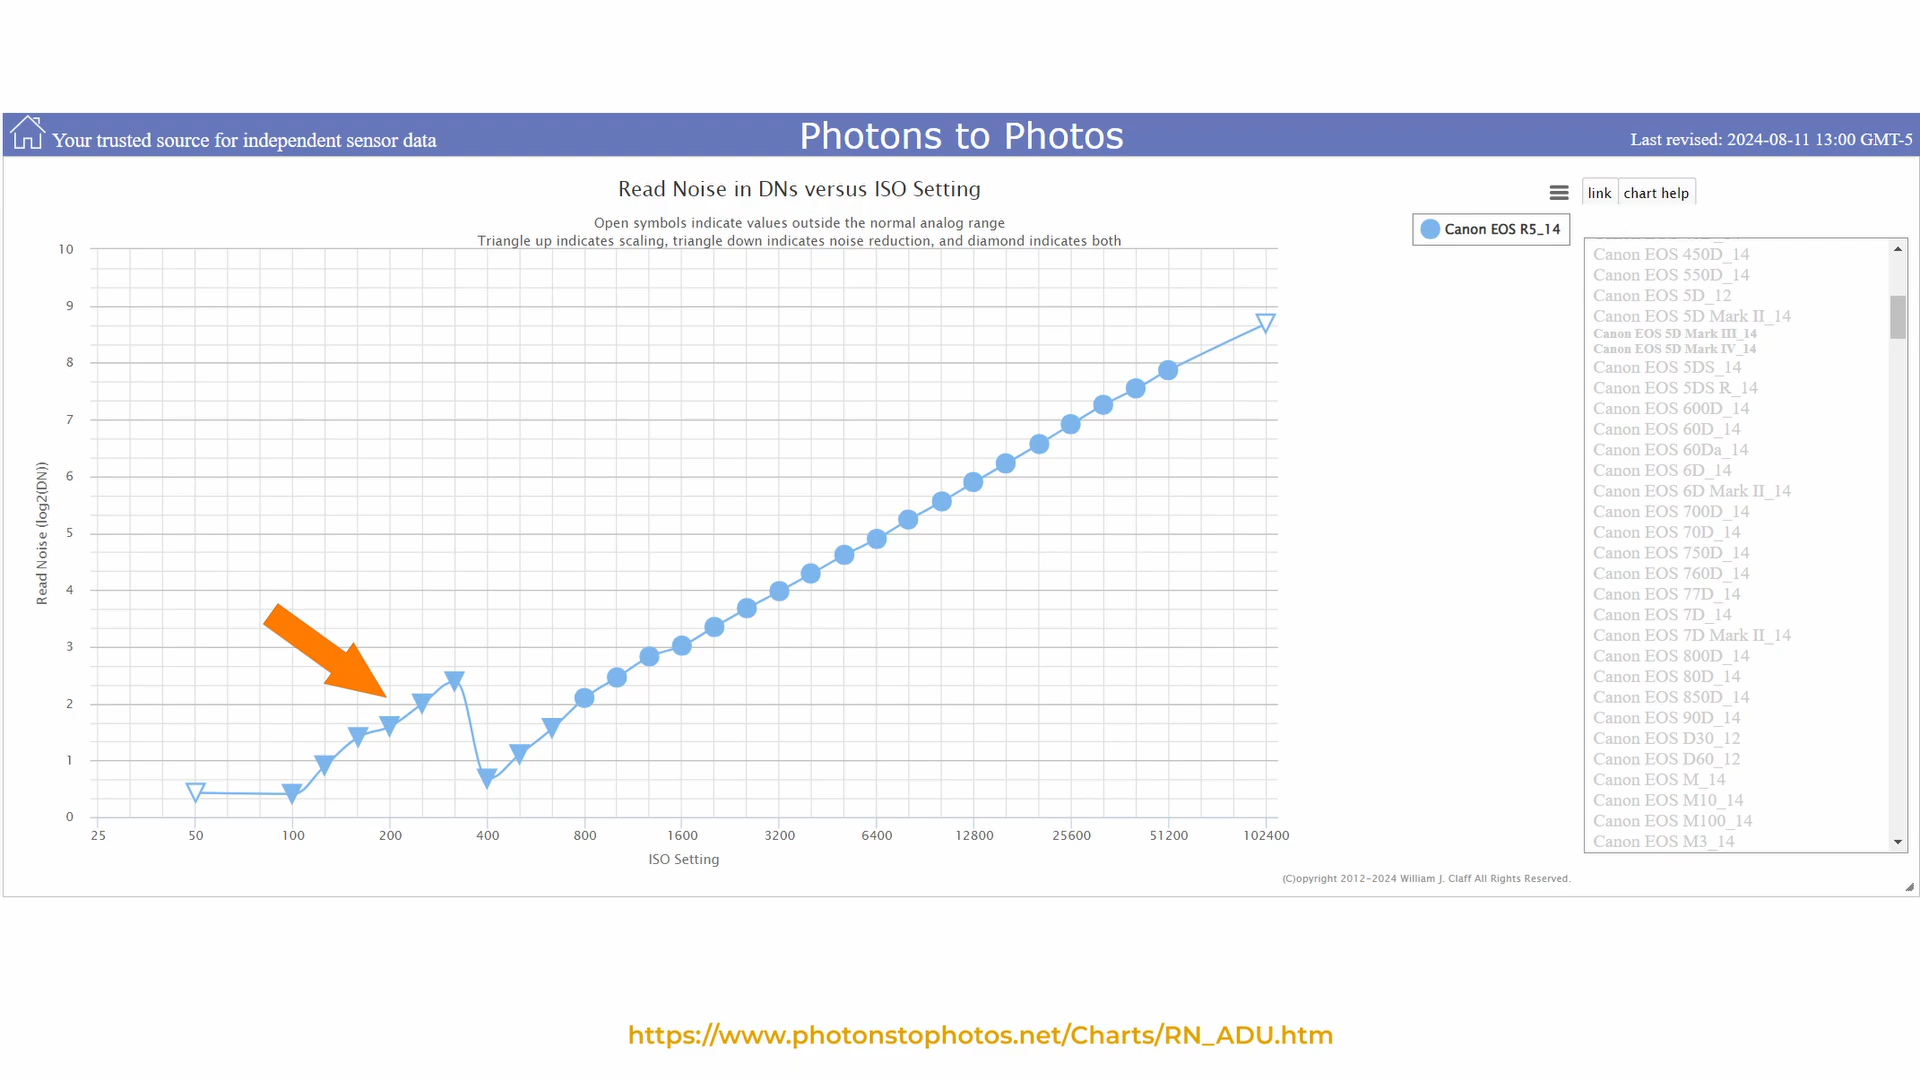 Your trusted source for independent sensor data
Photons to Photos
Last revised: 2024-08-11 13:00 GMT-5
Read Noise in DNs versus ISO Setting
Open symbols indicate values outside the normal analog range
Triangle up indicates scaling, triangle down indicates noise reduction, and diamond indicates both
link
chart help
Canon EOS R5_14
10
9
8
7
6
5
4
3
2
1
0
Read Noise (log2(DN))
25 50 100 200 400 800 1600 3200 6400 12800 25600 51200 102400
ISO Setting
Canon EOS 450D_14
Canon EOS 550D_14
Canon EOS 5D_12
Canon EOS 5D Mark II_14
Canon EOS 5D Mark III_14
Canon EOS 5D Mark IV_14
Canon EOS 5DS_14
Canon EOS 5DS R_14
Canon EOS 600D_14
Canon EOS 60D_14
Canon EOS 60Da_14
Canon EOS 6D_14
Canon EOS 6D Mark II_14
Canon EOS 700D_14
Canon EOS 70D_14
Canon EOS 750D_14
Canon EOS 760D_14
Canon EOS 77D_14
Canon EOS 7D_14
Canon EOS 7D Mark II_14
Canon EOS 800D_14
Canon EOS 80D_14
Canon EOS 850D_14
Canon EOS 90D_14
Canon EOS D30_12
Canon EOS D60_12
Canon EOS M_14
Canon EOS M10_14
Canon EOS M100_14
Canon EOS M3_14
(C)opyright 2012-2024 William J. Claff All Rights Reserved.
https://www.photonstophotos.net/Charts/RN_ADU.htm